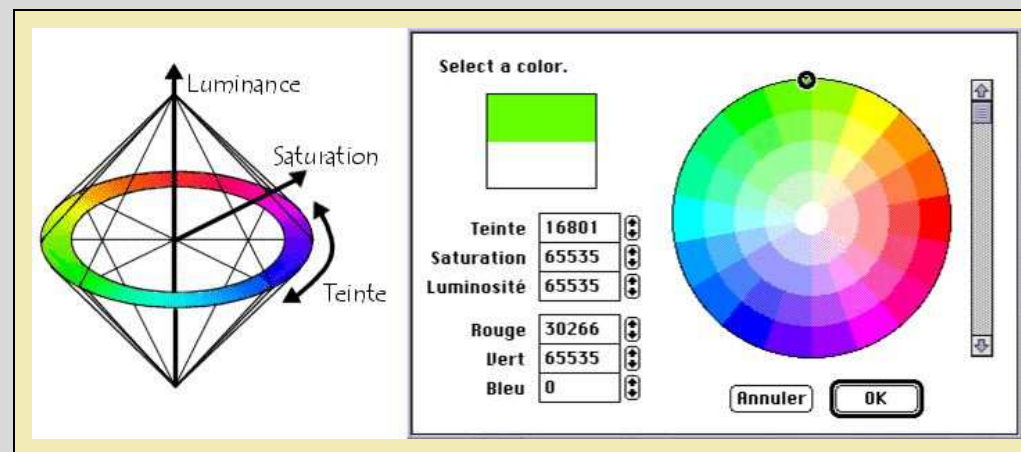 Luminance
Saturation
Teinte
Select a color.
Teinte 16801
Saturation 65535
Luminosité 65535
Rouge 30266
Vert 65535
Bleu 0
Annuler OK